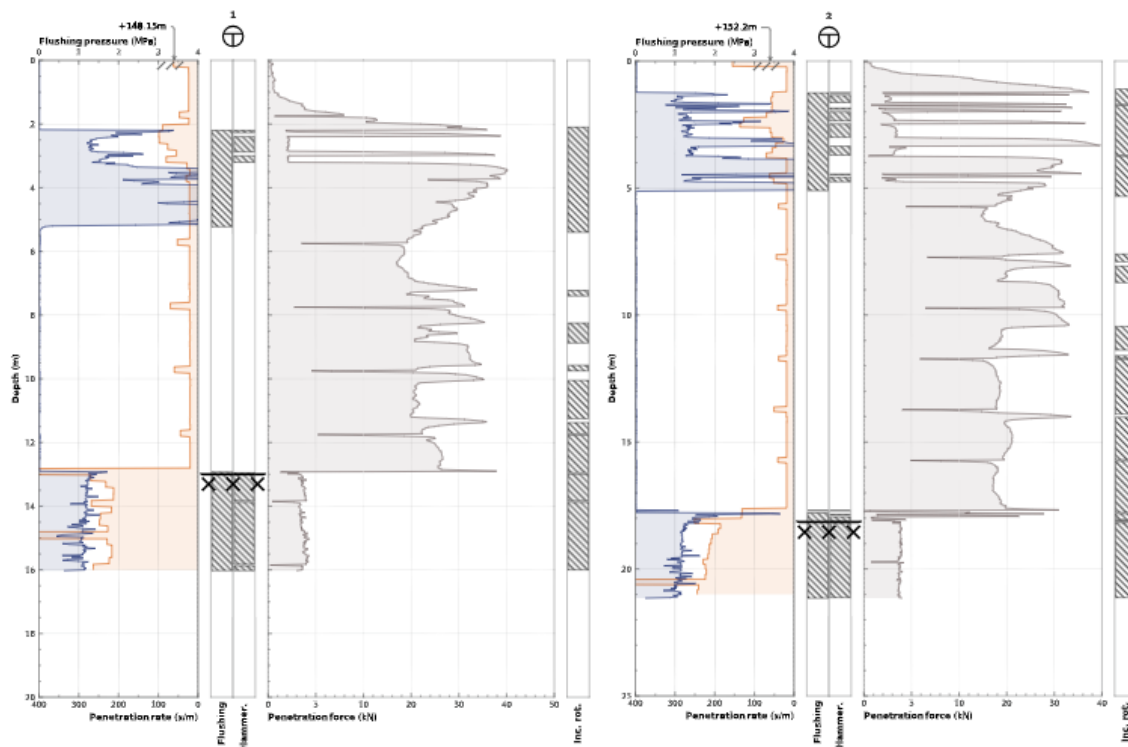 1
+148.15m
Flushing pressure (MPa)
0 1 3 4
0
2
4
6
8
10
12
14
16
18
20
Depth (m)
400 200 100 0
Penetration rate (s/m)
Flushing
Hammer.
0 5 10 20 30 40 50
Penetration force (kN)
Inc. rot.
2
+152.2m
Flushing pressure (MPa)
0 1 2 3 4
0
5
10
15
20
25
Depth (m)
400 300 200 100 0
Penetration rate (s/m)
Flushing
Hammer.
0 10 20 30 40
Penetration force (kN)
Inc. rot.